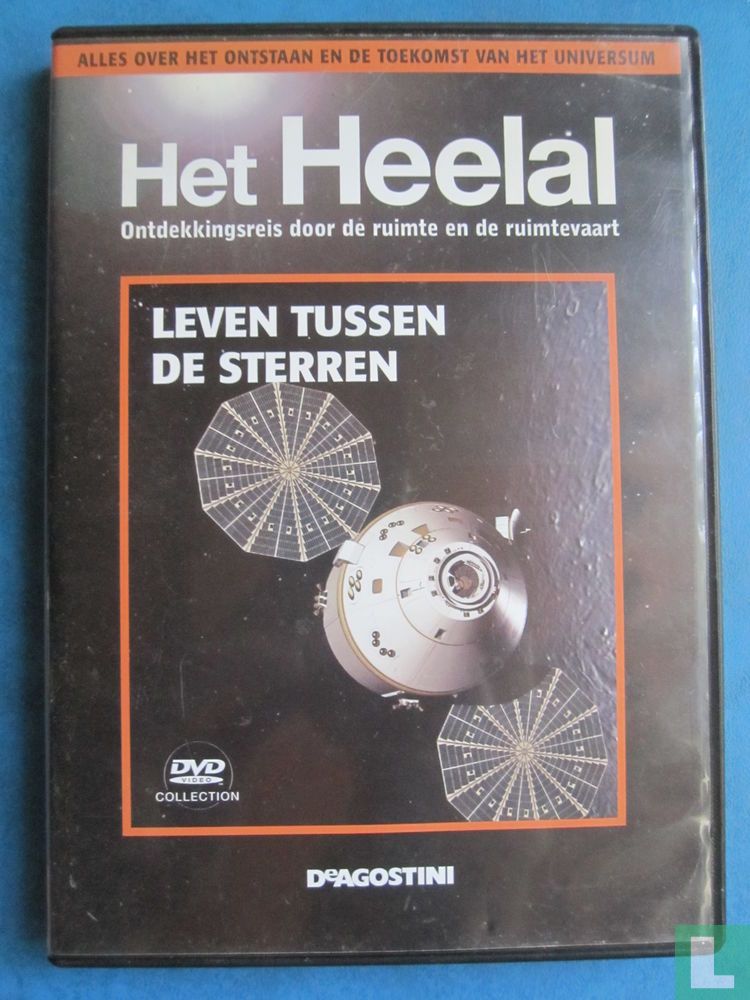 ALLES OVER HET ONTSTAAN EN DE TOEKOMST VAN HET UNIVERSUM
Het Heelal
Ontdekkingsreis door de ruimte en de ruimtevaart
LEVEN TUSSEN
DE STERREN
DVD
VIDEO
COLLECTION
DeAGOSTINI
L